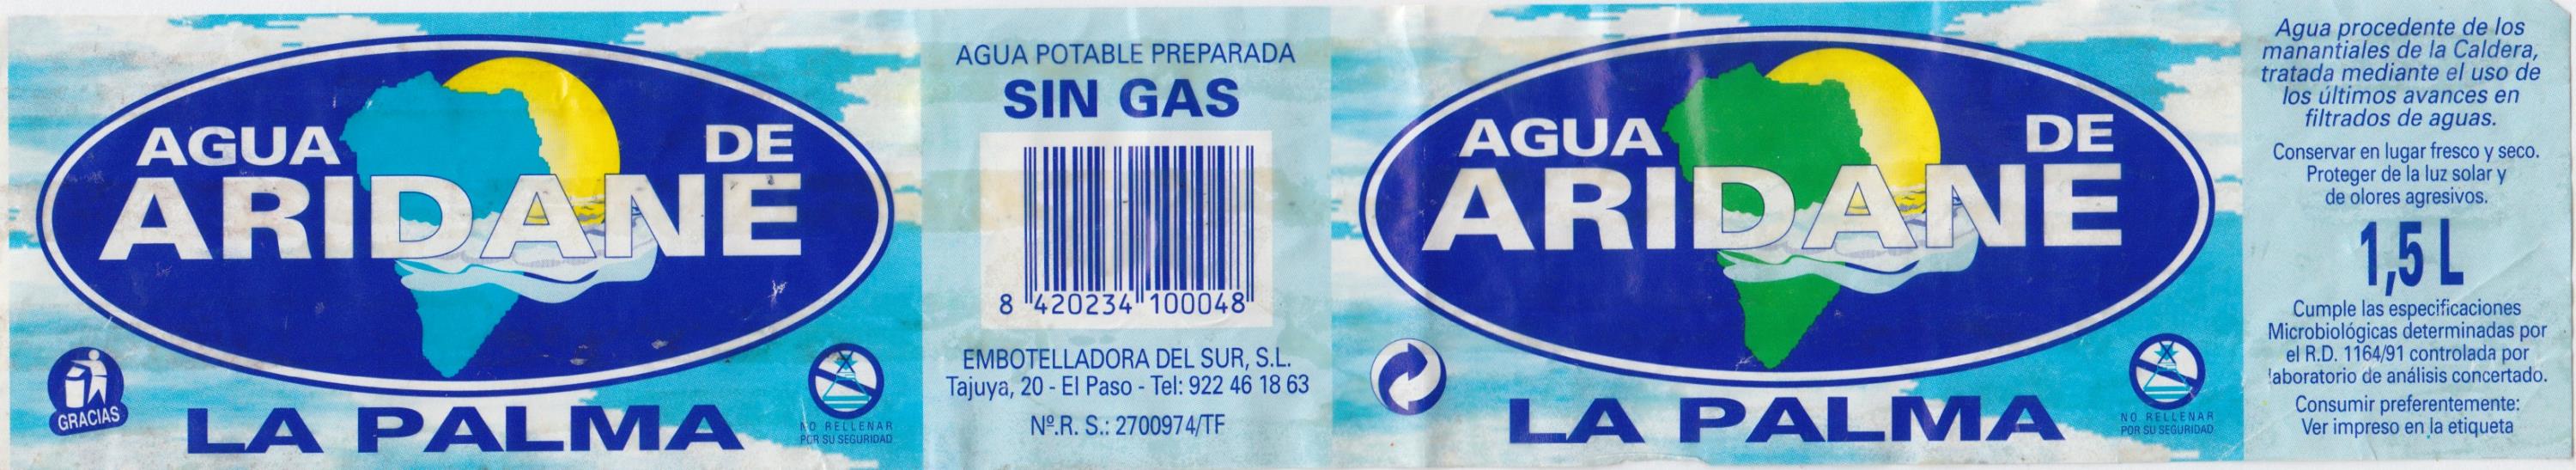 AGUA DE
ARIDANE
LA PALMA
GRACIAS
NO RELLENAR
POR SU SEGURIDAD
AGUA POTABLE PREPARADA
SIN GAS
8 420234 100048
EMBOTELLADORA DEL SUR, S.L.
Tajuya, 20 - El Paso - Tel: 922 46 18 63
Nº.R. S.: 2700974/TF
AGUA DE
ARIDANE
LA PALMA
NO RELLENAR
POR SU SEGURIDAD
Agua procedente de los
manantiales de la Caldera,
tratada mediante el uso de
los últimos avances en
filtrados de aguas.
Conservar en lugar fresco y seco.
Proteger de la luz solar y
de olores agresivos.
1,5 L
Cumple las especificaciones
Microbiológicas determinadas por
el R.D. 1164/91 controlada por
laboratorio de análisis concertado.
Consumir preferentemente:
Ver impreso en la etiqueta